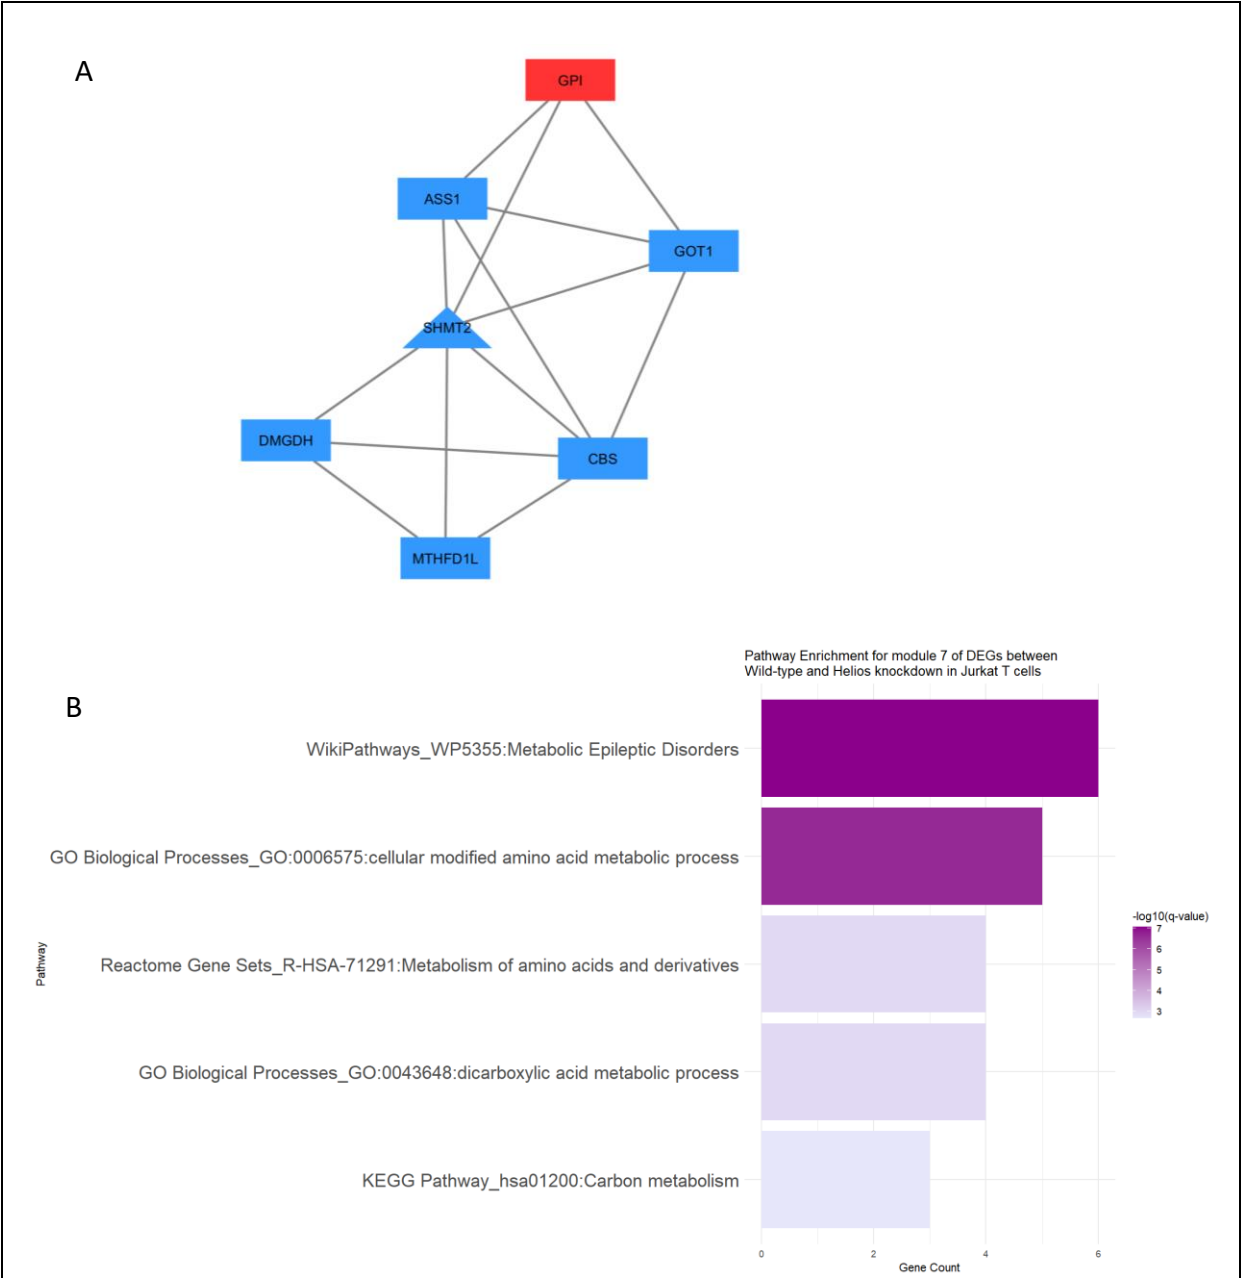 A
GPI
ASS1
GOT1
SHMT2
DMGDH
CBS
MTHFD1L
B
Pathway Enrichment for module 7 of DEGs between
Wild-type and Helios knockdown in Jurkat T cells
Pathway
WikiPathways_WP5355:Metabolic Epileptic Disorders
GO Biological Processes_GO:0006575:cellular modified amino acid metabolic process
Reactome Gene Sets_R-HSA-71291:Metabolism of amino acids and derivatives
GO Biological Processes_GO:0043648:dicarboxylic acid metabolic process
KEGG Pathway_hsa01200:Carbon metabolism
0 2 4 6
Gene Count
-log10(q-value)
7
6
5
4
3